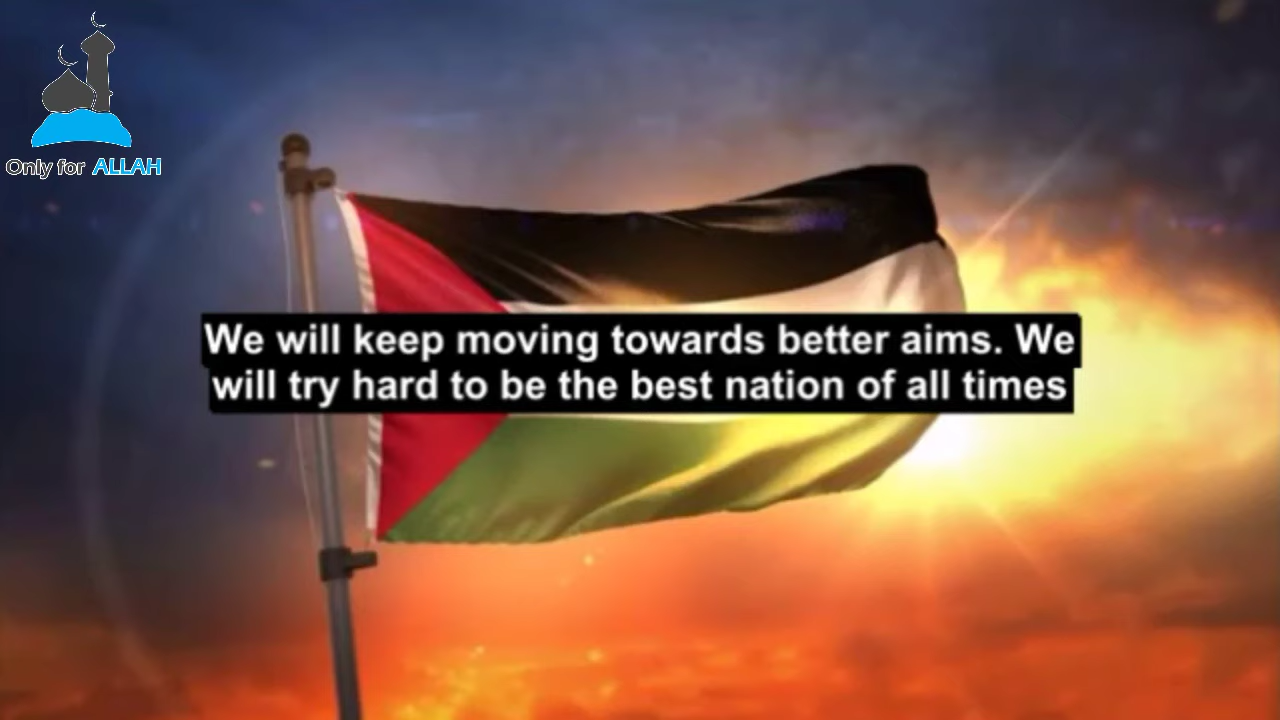 Only for ALLAH
We will keep moving towards better aims. We
will try hard to be the best nation of all times